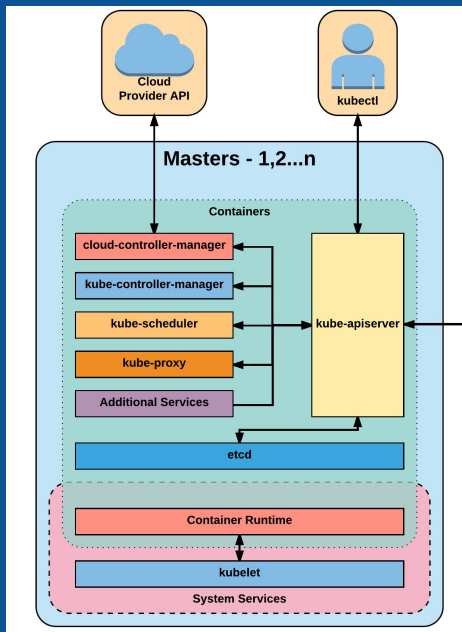 Cloud
Provider API
kubectl
Masters - 1,2...n
Containers
cloud-controller-manager
kube-controller-manager
kube-scheduler
kube-proxy
Additional Services
kube-apiserver
etcd
Container Runtime
kubelet
System Services